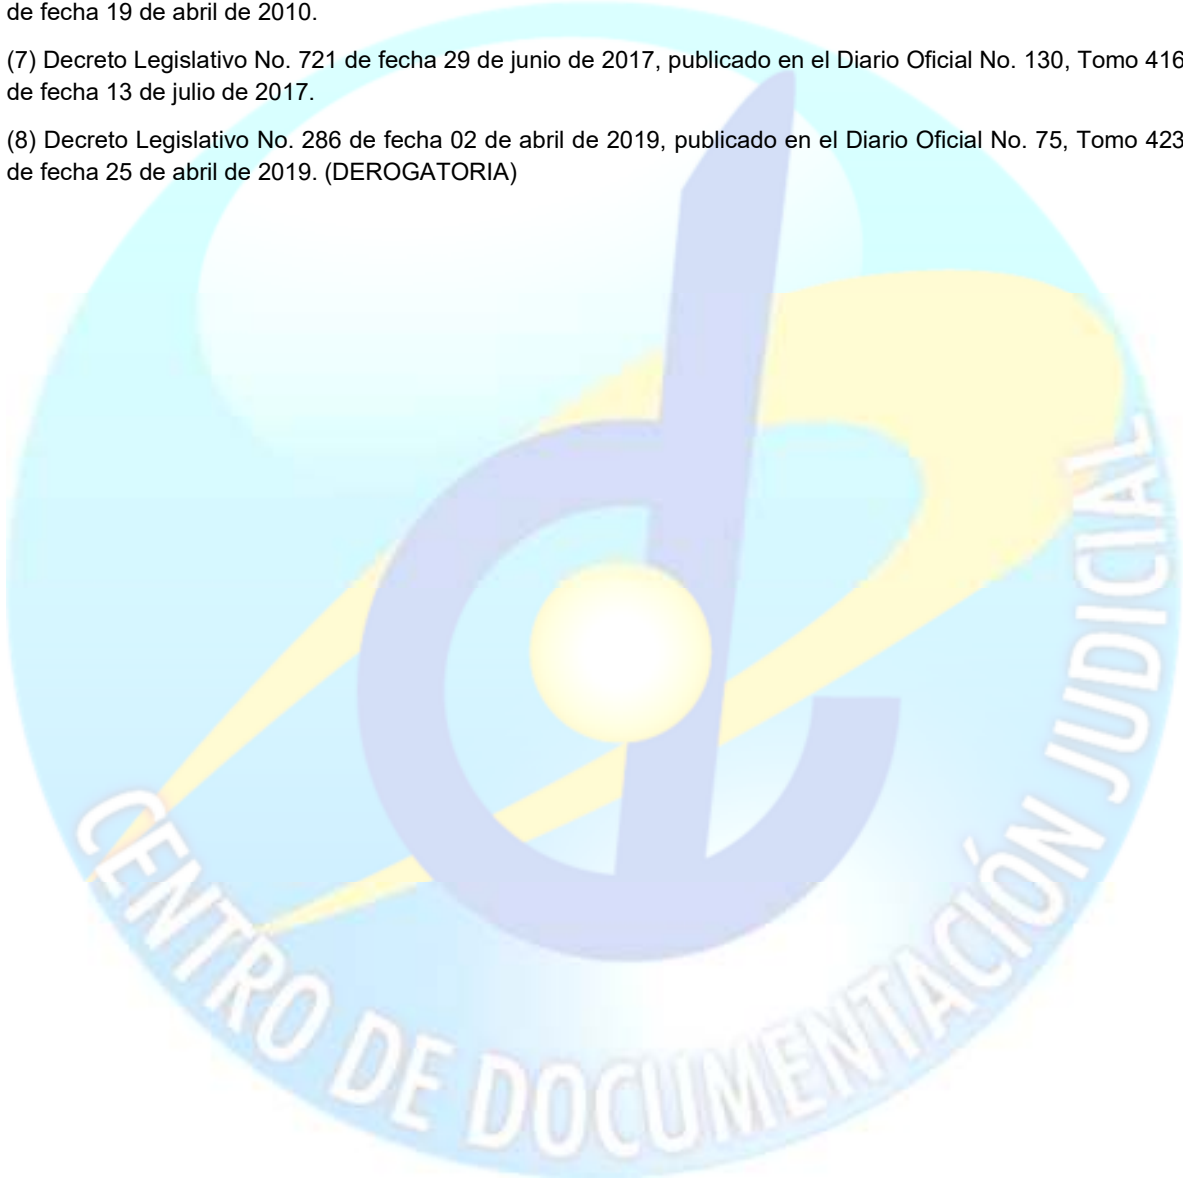 de fecha 19 de abril de 2010.
(7) Decreto Legislativo No. 721 de fecha 29 de junio de 2017, publicado en el Diario Oficial No. 130, Tomo 416
de fecha 13 de julio de 2017.
(8) Decreto Legislativo No. 286 de fecha 02 de abril de 2019, publicado en el Diario Oficial No. 75, Tomo 423
de fecha 25 de abril de 2019. (DEROGATORIA)
CENTRO DE DOCUMENTACIÓN JUDICIAL